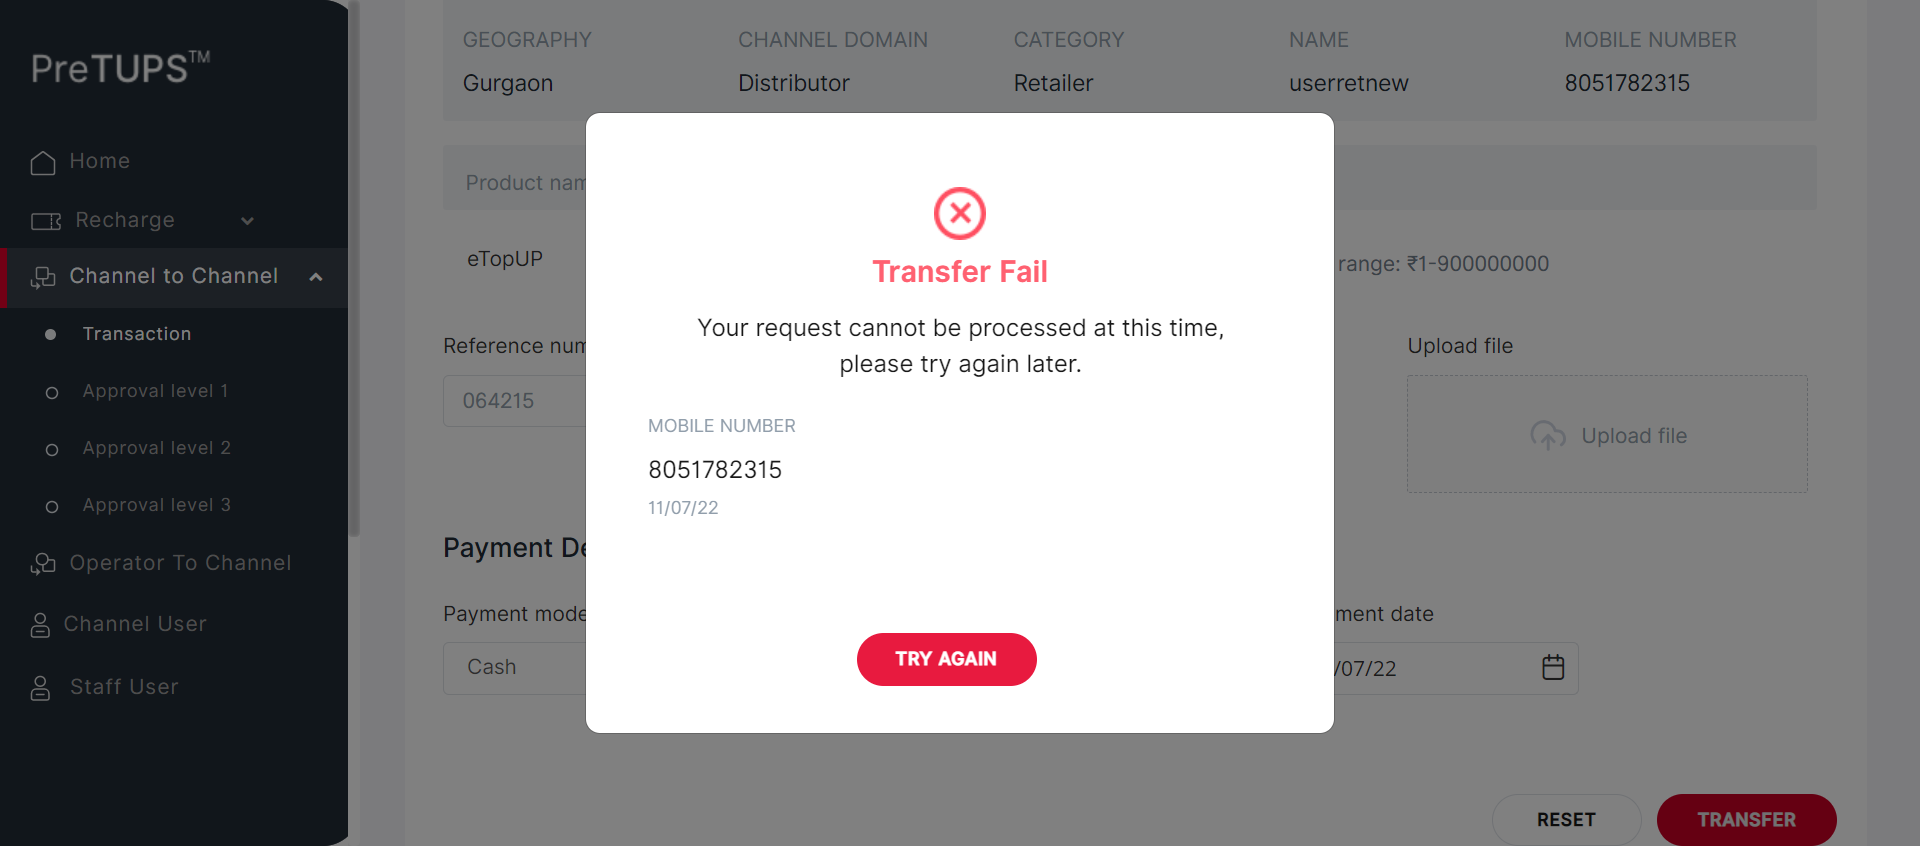 PreTUPS™
Home
Recharge
Channel to Channel
Transaction
Approval level 1
Approval level 2
Approval level 3
Operator To Channel
Channel User
Staff User
GEOGRAPHY CHANNEL DOMAIN CATEGORY NAME MOBILE NUMBER
Gurgaon Distributor Retailer userretnew 8051782315
Product
eTopUP
range: ₹1-900000000
Reference
064215
Upload file
Upload file
Payment
Payment mode
Cash
date
/07/22
Transfer Fail
Your request cannot be processed at this time,
please try again later.
MOBILE NUMBER
8051782315
11/07/22
TRY AGAIN
RESET TRANSFER